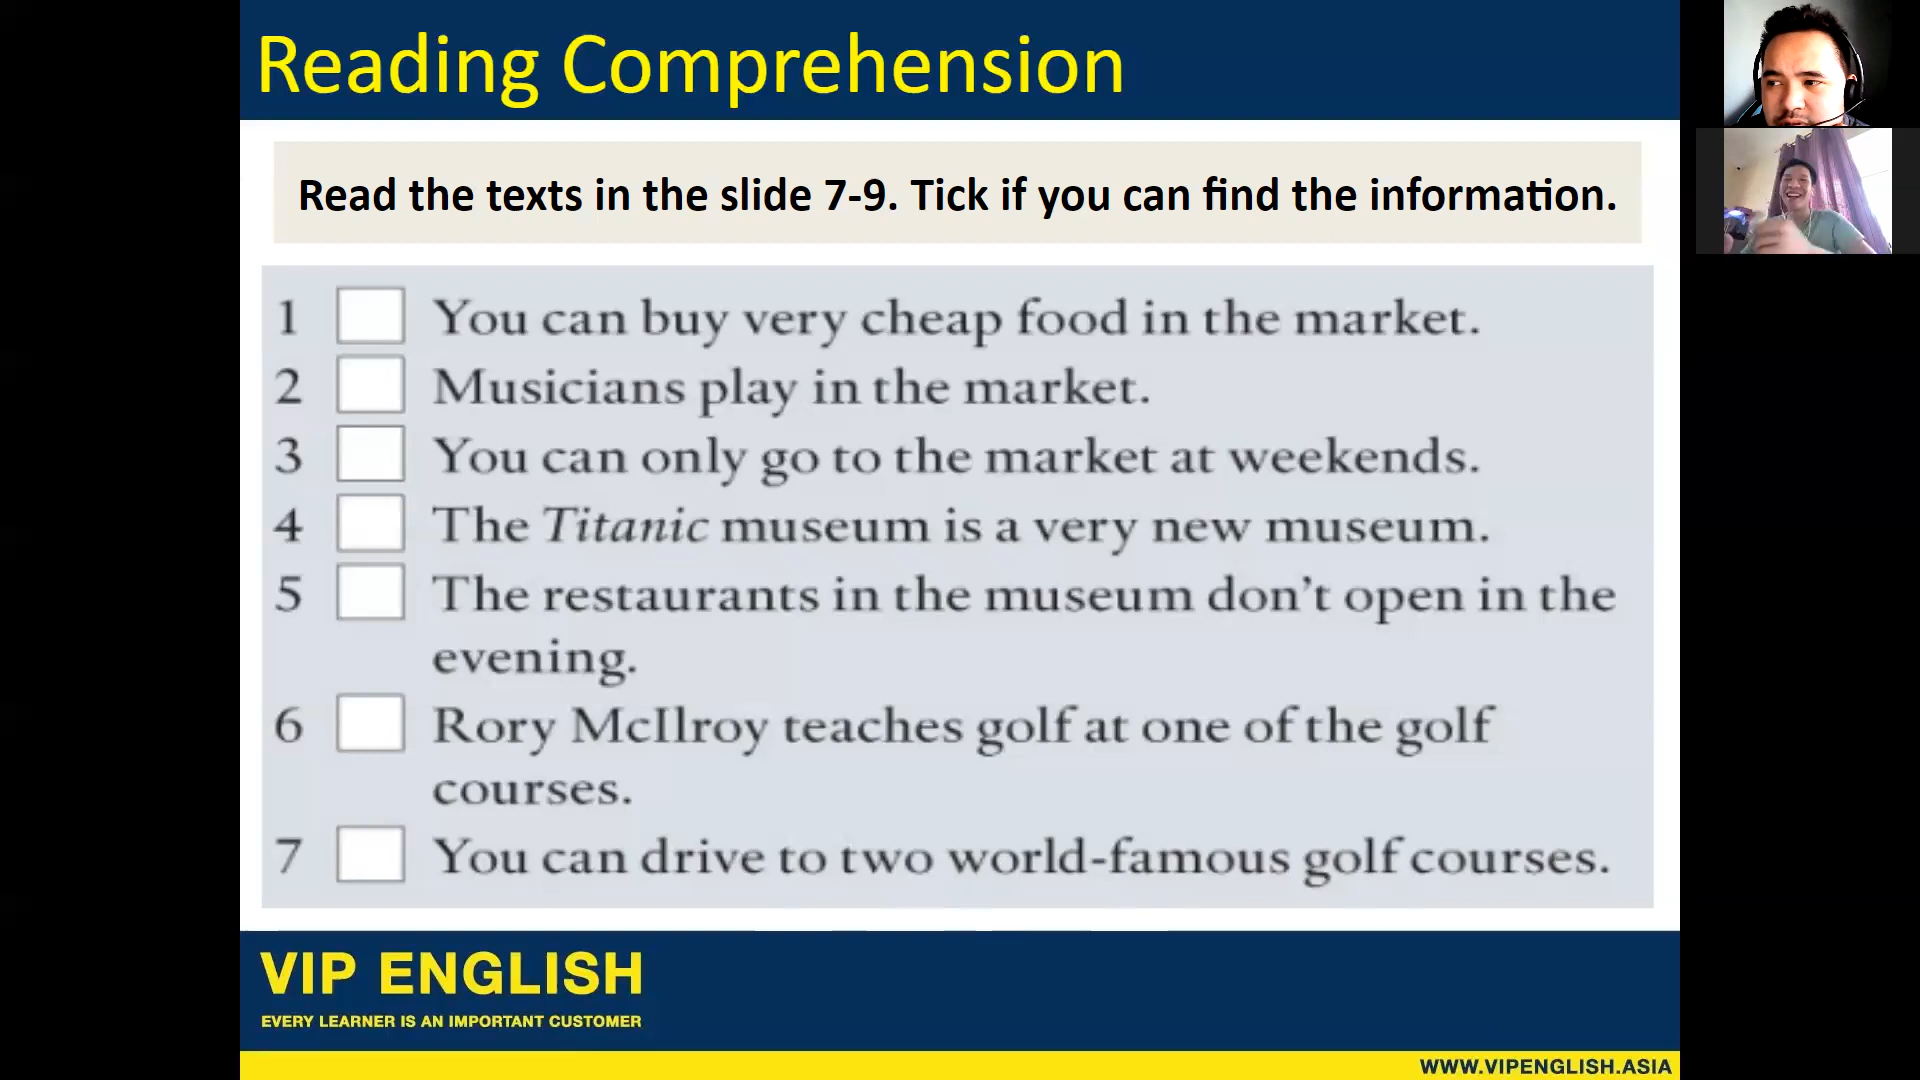 Reading Comprehension
Read the texts in the slide 7-9. Tick if you can find the information.
1 You can buy very cheap food in the market.
2 Musicians play in the market.
3 You can only go to the market at weekends.
4 The Titanic museum is a very new museum.
5 The restaurants in the museum don’t open in the
evening.
6 Rory McIlroy teaches golf at one of the golf
courses.
7 You can drive to two world-famous golf courses.
VIP ENGLISH
EVERY LEARNER IS AN IMPORTANT CUSTOMER
WWW.VIPENGLISH.ASIA